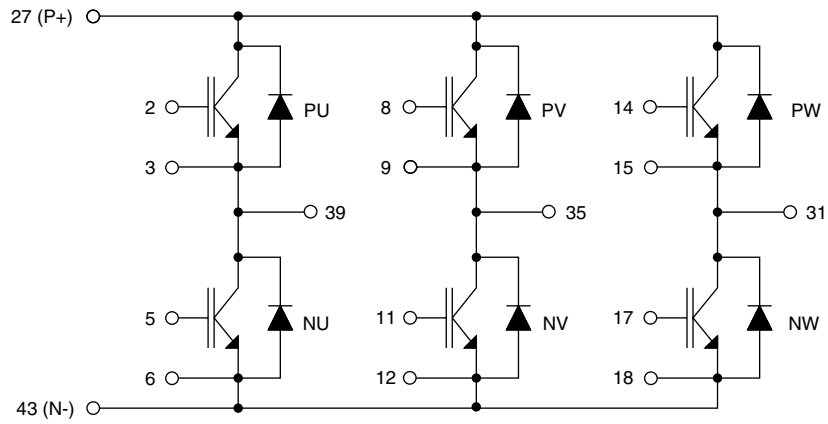 27 (P+)
2 PU 8 PV 14 PW
3 9 15
39 35 31
5 NU 11 NV 17 NW
6 12 18
43 (N-)